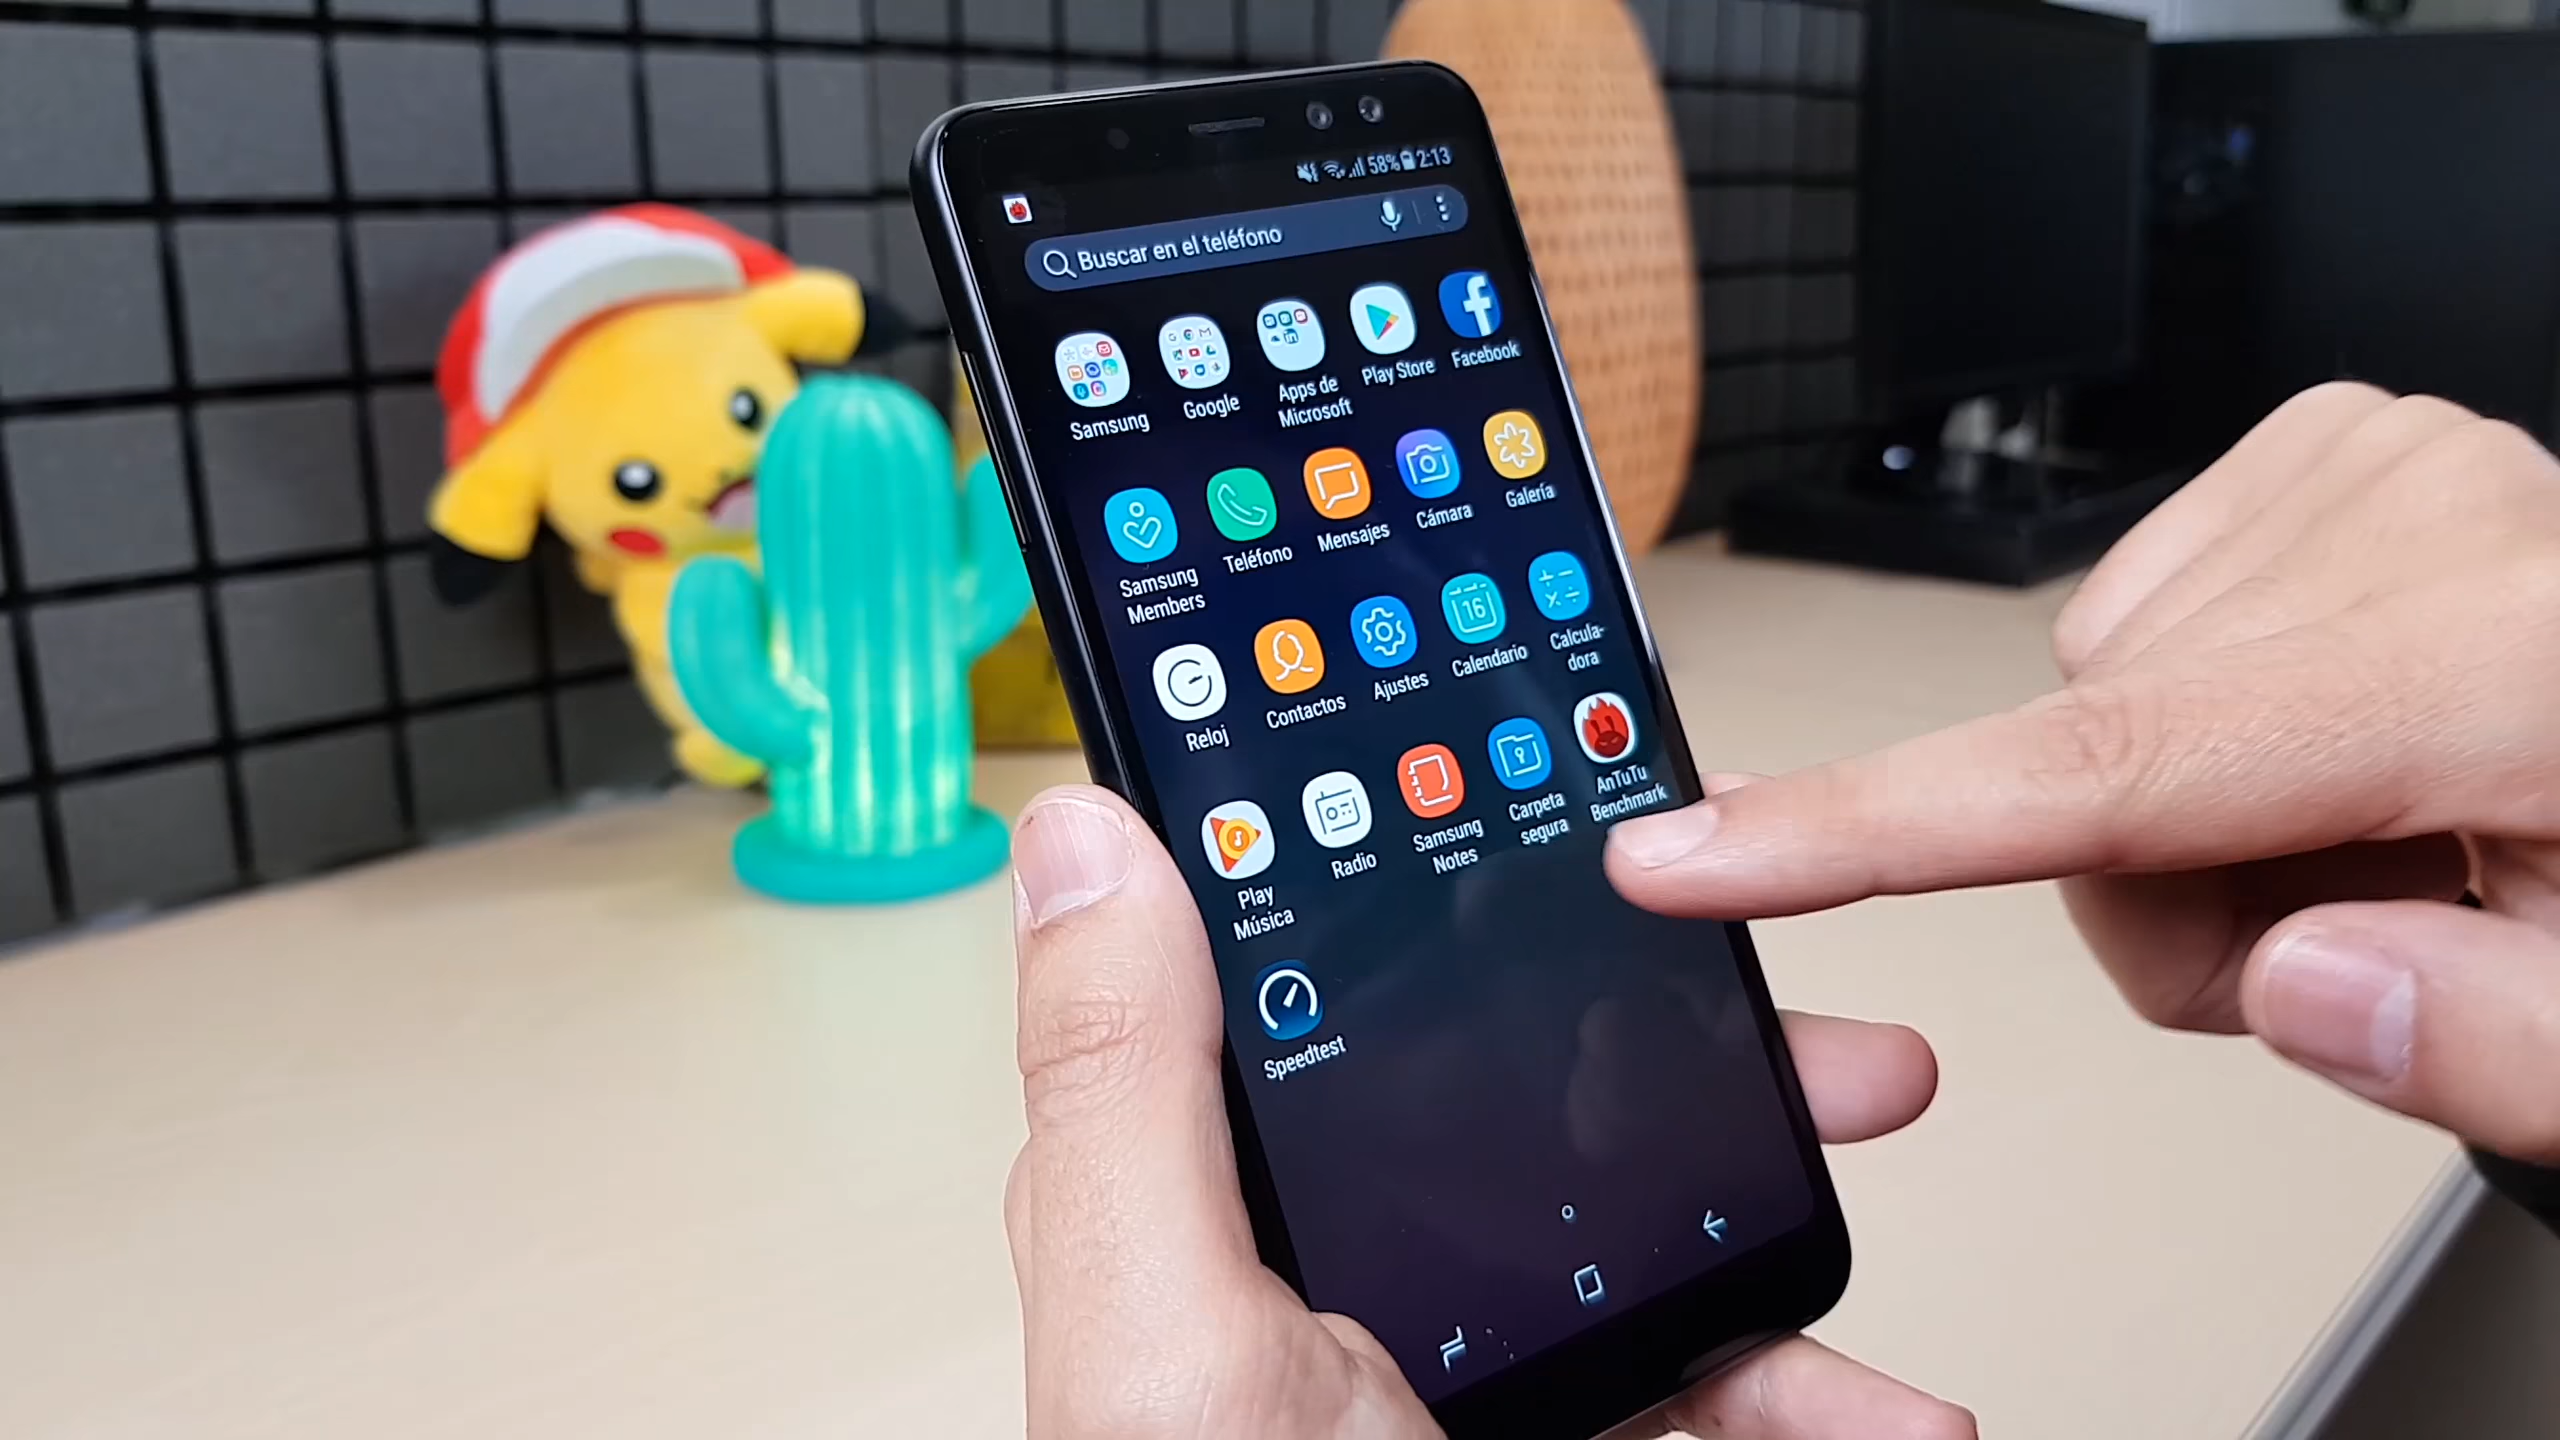 58% 2:13
Buscar en el teléfono
Samsung
Google
Apps de
Microsoft
Play Store
Facebook
Samsung
Members
Teléfono
Mensajes
Cámara
Galería
Reloj
Contactos
Ajustes
16
Calendario
Calcula-
dora
Play
Música
Radio
Samsung
Notes
Carpeta
segura
AnTuTu
Benchmark
Speedtest